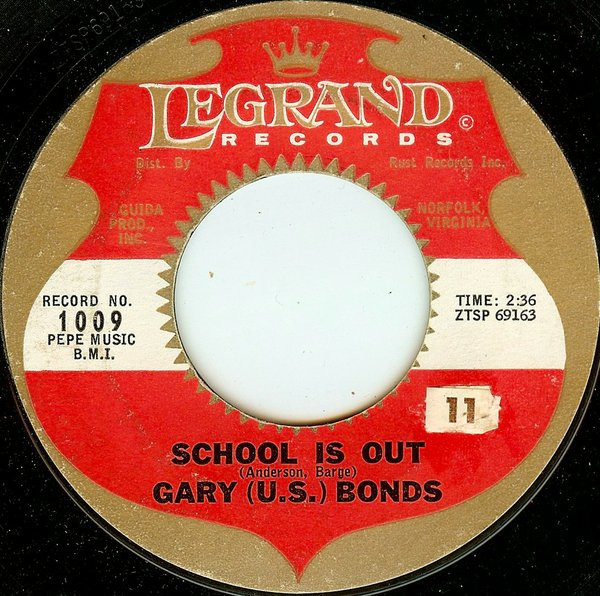 LEGRAND ©
RECORDS
Dist. By Rust Records Inc.
GUIDA
PROD.,
INC.
NORFOLK,
VIRGINIA
RECORD NO.
1009
PEPE MUSIC
B.M.I.
TIME: 2:36
ZTSP 69163
11
SCHOOL IS OUT
(Anderson, Barge)
GARY (U.S.) BONDS